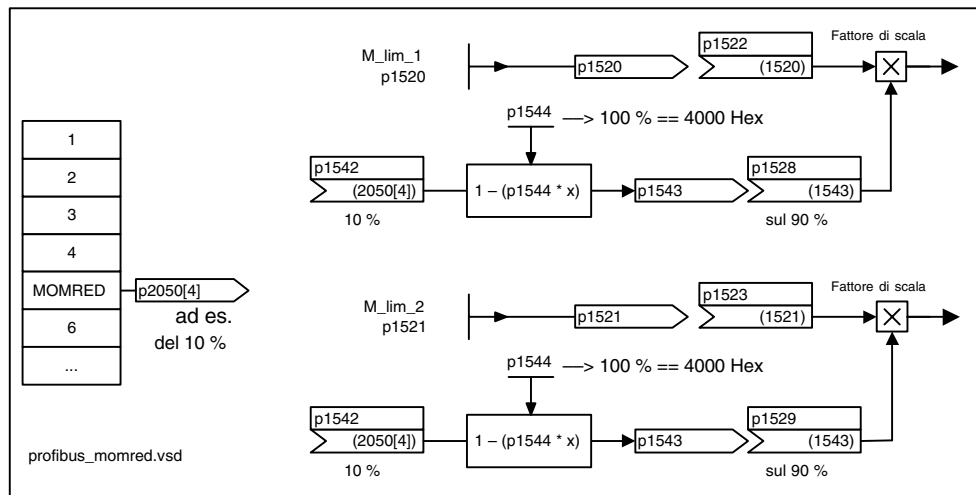 1
2
3
4
MOMRED
6
...
p2050[4]
ad es.
del 10 %
profibus_momred.vsd
M_lim_1
p1520
p1520
p1522
(1520)
Fattore di scala
p1544
—> 100 % == 4000 Hex
p1542
(2050[4])
10 %
1 – (p1544 * x)
p1543
p1528
(1543)
sul 90 %
M_lim_2
p1521
p1521
p1523
(1521)
Fattore di scala
p1544
—> 100 % == 4000 Hex
p1542
(2050[4])
10 %
1 – (p1544 * x)
p1543
p1529
(1543)
sul 90 %